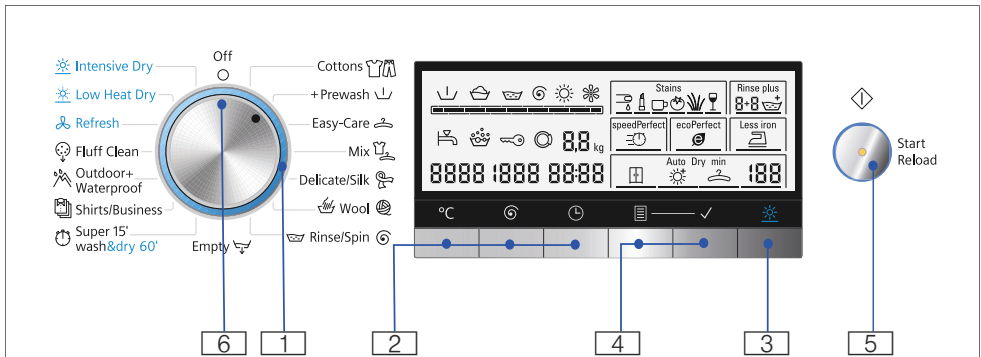 Off
Intensive Dry
Low Heat Dry
Refresh
Fluff Clean
Outdoor+
Waterproof
Shirts/Business
Super 15'
wash&dry 60'
Empty
Cottons
+Prewash
Easy-Care
Mix
Delicate/Silk
Wool
Rinse/Spin
Stains
Rinse plus
8+8
speedPerfect
ecoPerfect
Less iron
8.8 kg
Auto Dry min
8888 1888 88:88
188
°C
Start
Reload
6 1 2 4 3 5